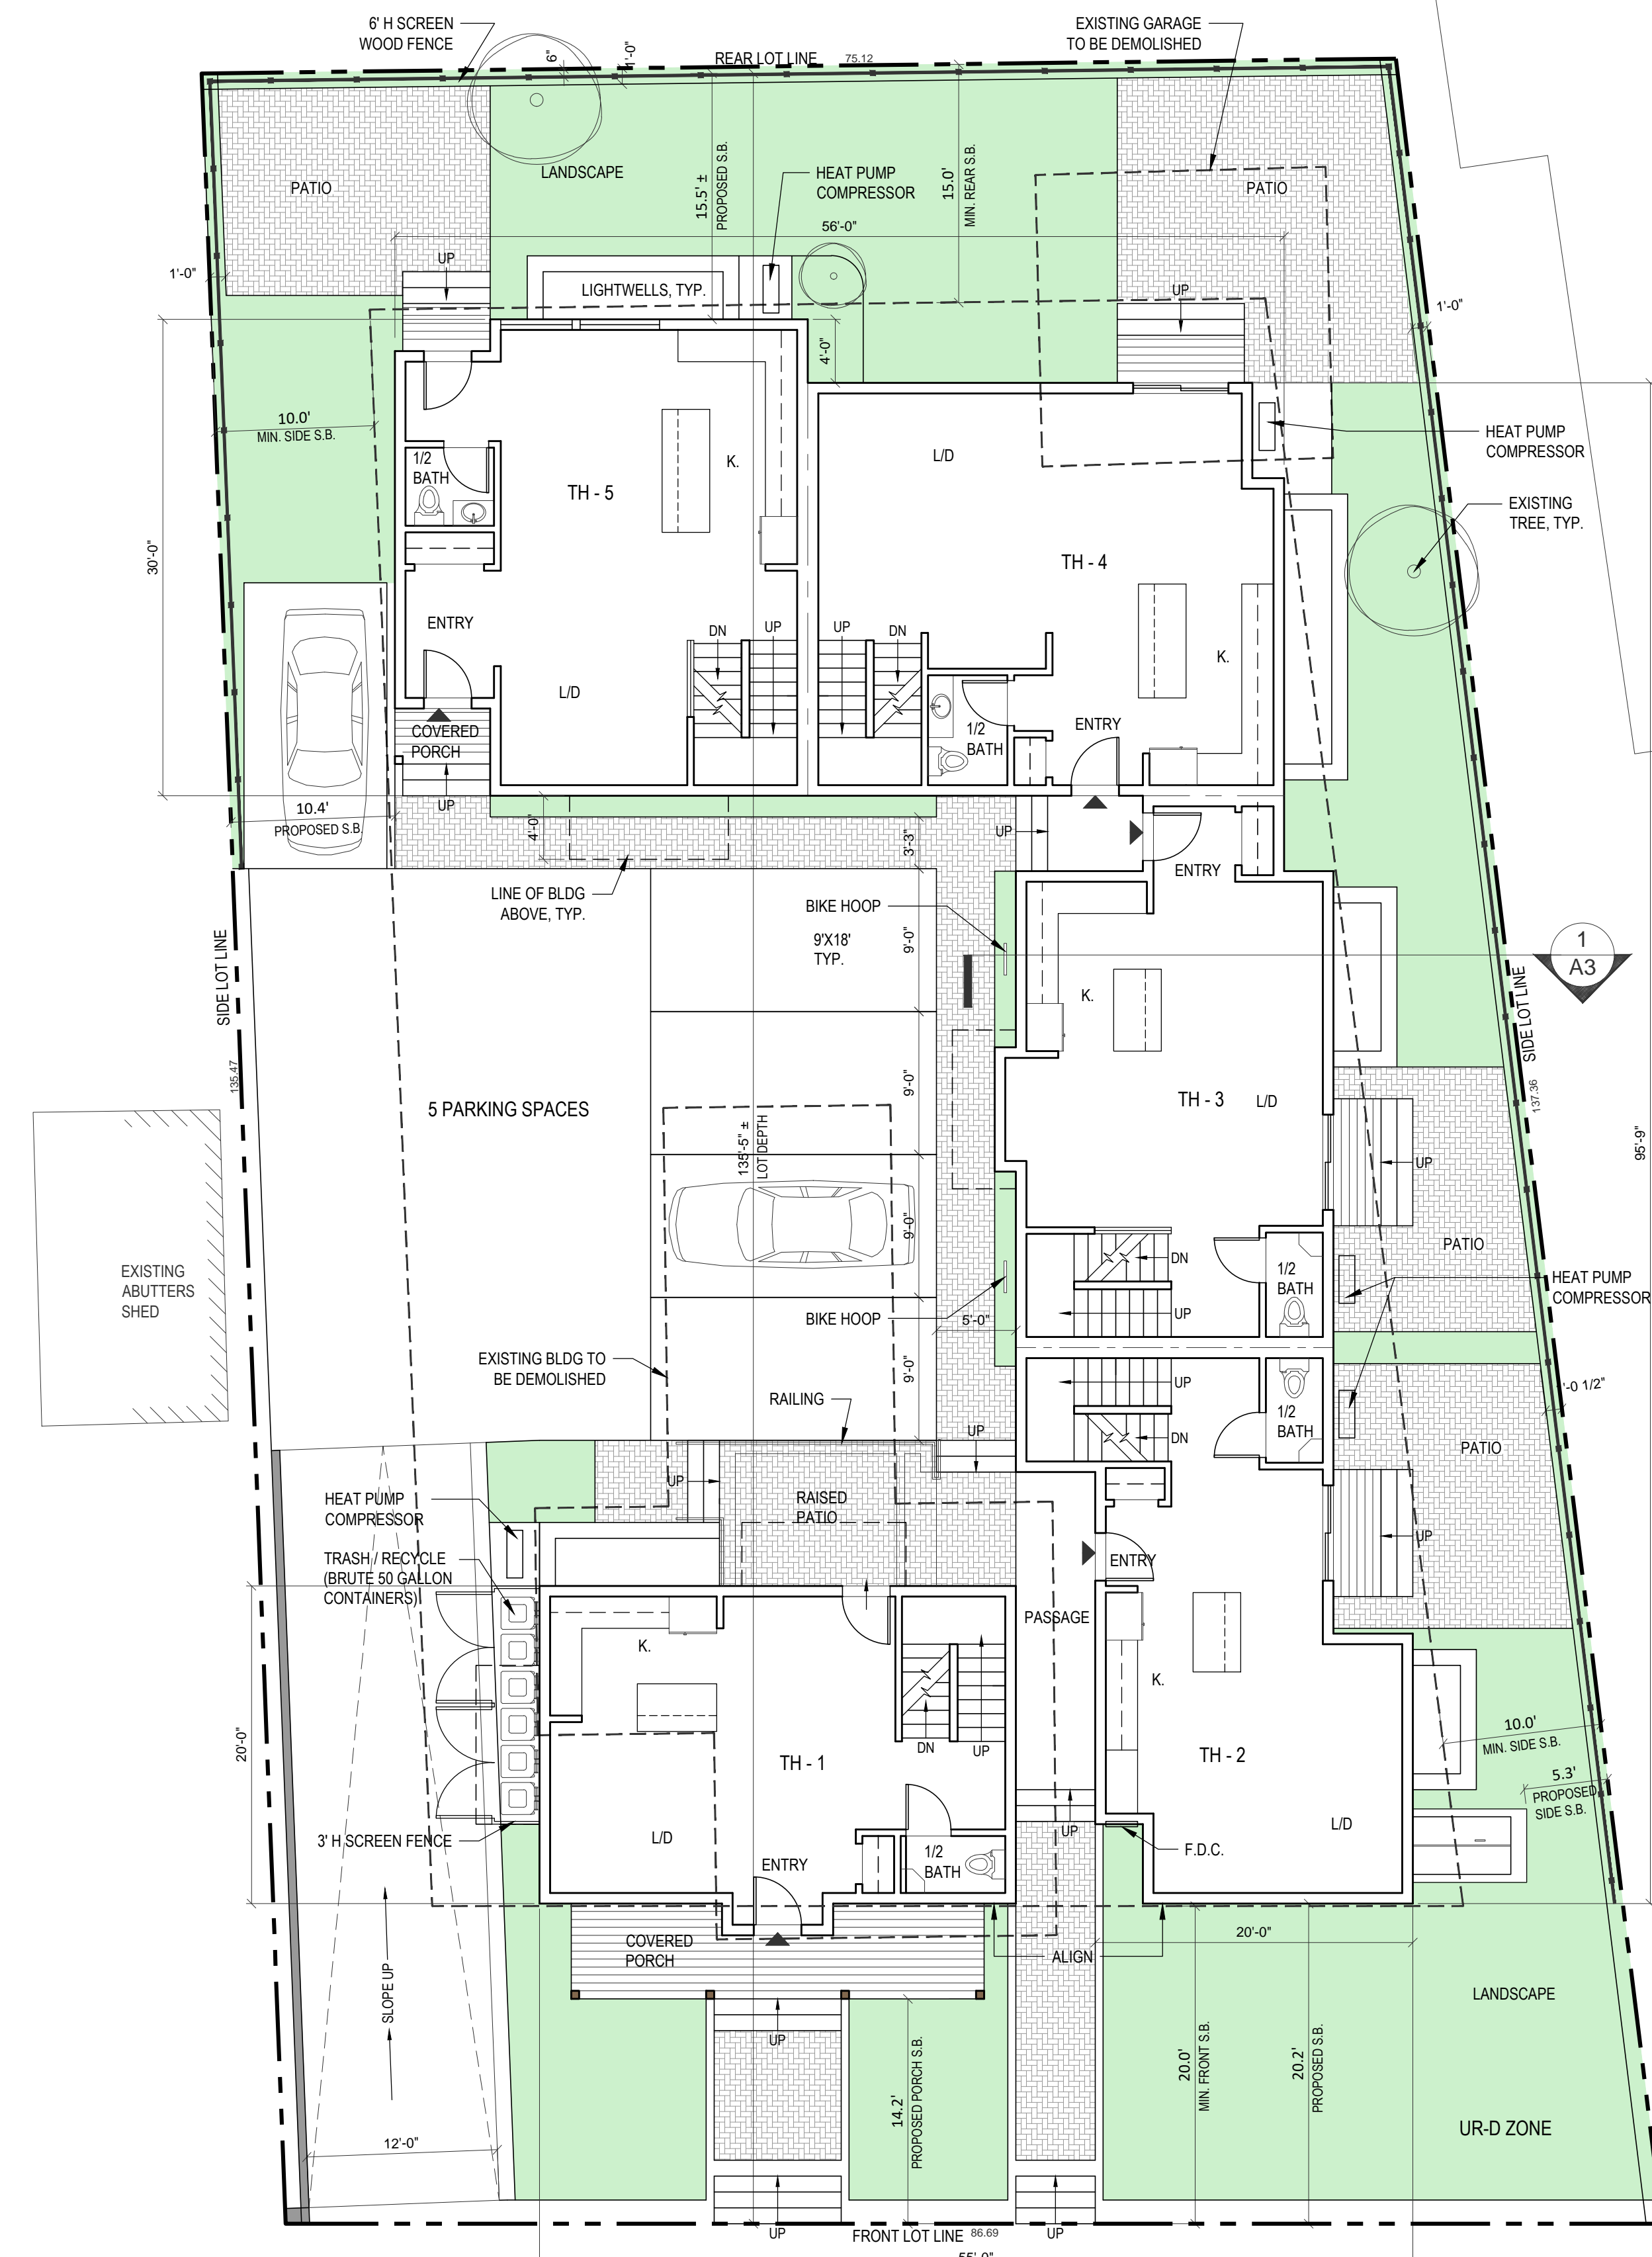 6' H SCREEN
WOOD FENCE
6"
1'-0"
REAR LOT LINE 75.12
EXISTING GARAGE
TO BE DEMOLISHED
PATIO
LANDSCAPE
15.5' ±
PROPOSED S.B.
HEAT PUMP
COMPRESSOR
15.0'
MIN. REAR S.B.
PATIO
56'-0"
1'-0"
UP
LIGHTWELLS, TYP.
UP
1'-0"
4'-0"
10.0'
MIN. SIDE S.B.
1/2
BATH
K.
L/D
HEAT PUMP
COMPRESSOR
TH - 5
EXISTING
TREE, TYP.
30'-0"
TH - 4
ENTRY
DN
UP
UP
DN
K.
L/D
COVERED
PORCH
1/2
BATH
ENTRY
10.4'
PROPOSED S.B.
UP
4'-0"
3'-3"
UP
ENTRY
LINE OF BLDG
ABOVE, TYP.
BIKE HOOP
9'X18'
TYP.
9'-0"
SIDE LOT LINE
135.47
K.
1
A3
SIDE LOT LINE
137.36
5 PARKING SPACES
9'-0"
135'-5" ±
LOT DEPTH
TH - 3
L/D
95'-9"
UP
9'-0"
EXISTING
ABUTTERS
SHED
PATIO
DN
1/2
BATH
HEAT PUMP
COMPRESSOR
BIKE HOOP
5'-0"
UP
EXISTING BLDG TO
BE DEMOLISHED
9'-0"
UP
RAILING
1/2
BATH
'-0 1/2"
UP
DN
PATIO
UP
HEAT PUMP
COMPRESSOR
RAISED
PATIO
UP
TRASH / RECYCLE
(BRUTE 50 GALLON
CONTAINERS)
ENTRY
PASSAGE
K.
K.
20'-0"
10.0'
MIN. SIDE S.B.
DN
UP
TH - 1
TH - 2
5.3'
PROPOSED
SIDE S.B.
3' H SCREEN FENCE
L/D
UP
L/D
1/2
BATH
F.D.C.
ENTRY
COVERED
PORCH
ALIGN
20'-0"
SLOPE UP
LANDSCAPE
UP
14.2'
PROPOSED PORCH S.B.
20.0'
MIN. FRONT S.B.
20.2'
PROPOSED S.B.
UR-D ZONE
12'-0"
UP
FRONT LOT LINE 86.69
UP
55'-0"